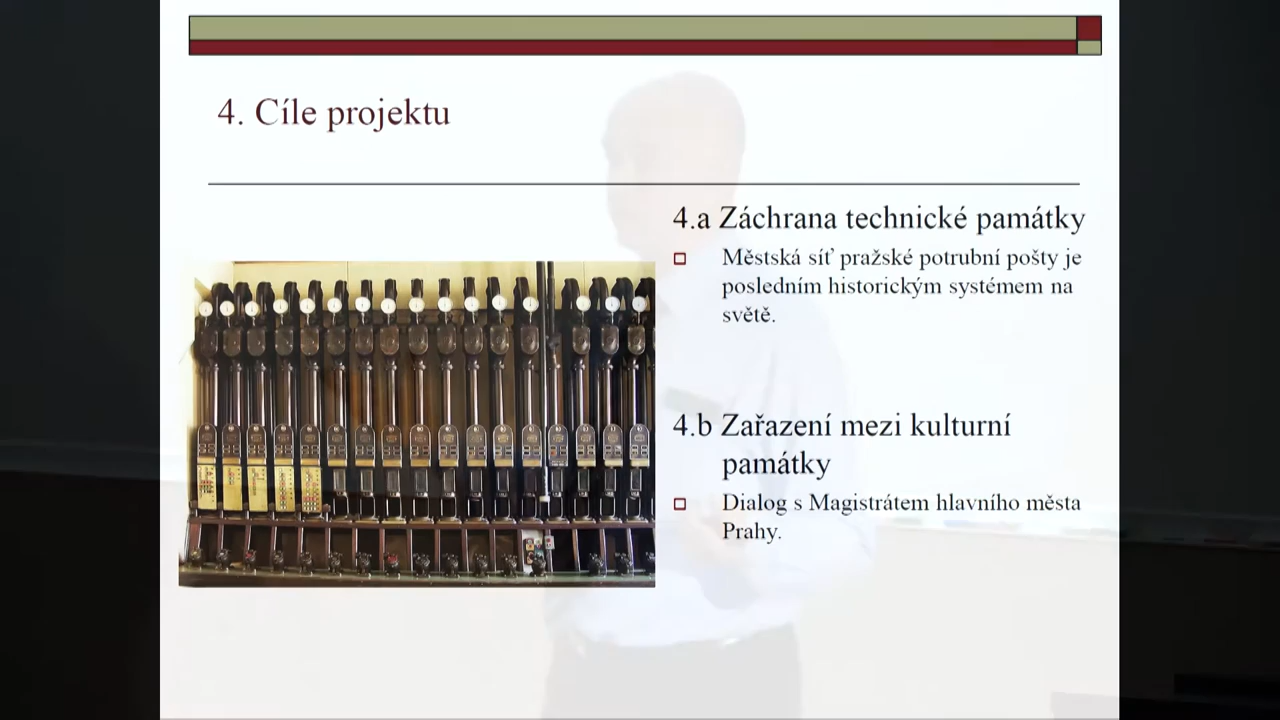 4. Cíle projektu
4.a Záchrana technické památky
Městská síť pražské potrubní pošty je
posledním historickým systémem na
světě.
4.b Zařazení mezi kulturní
památky
Dialog s Magistrátem hlavního města
Prahy.